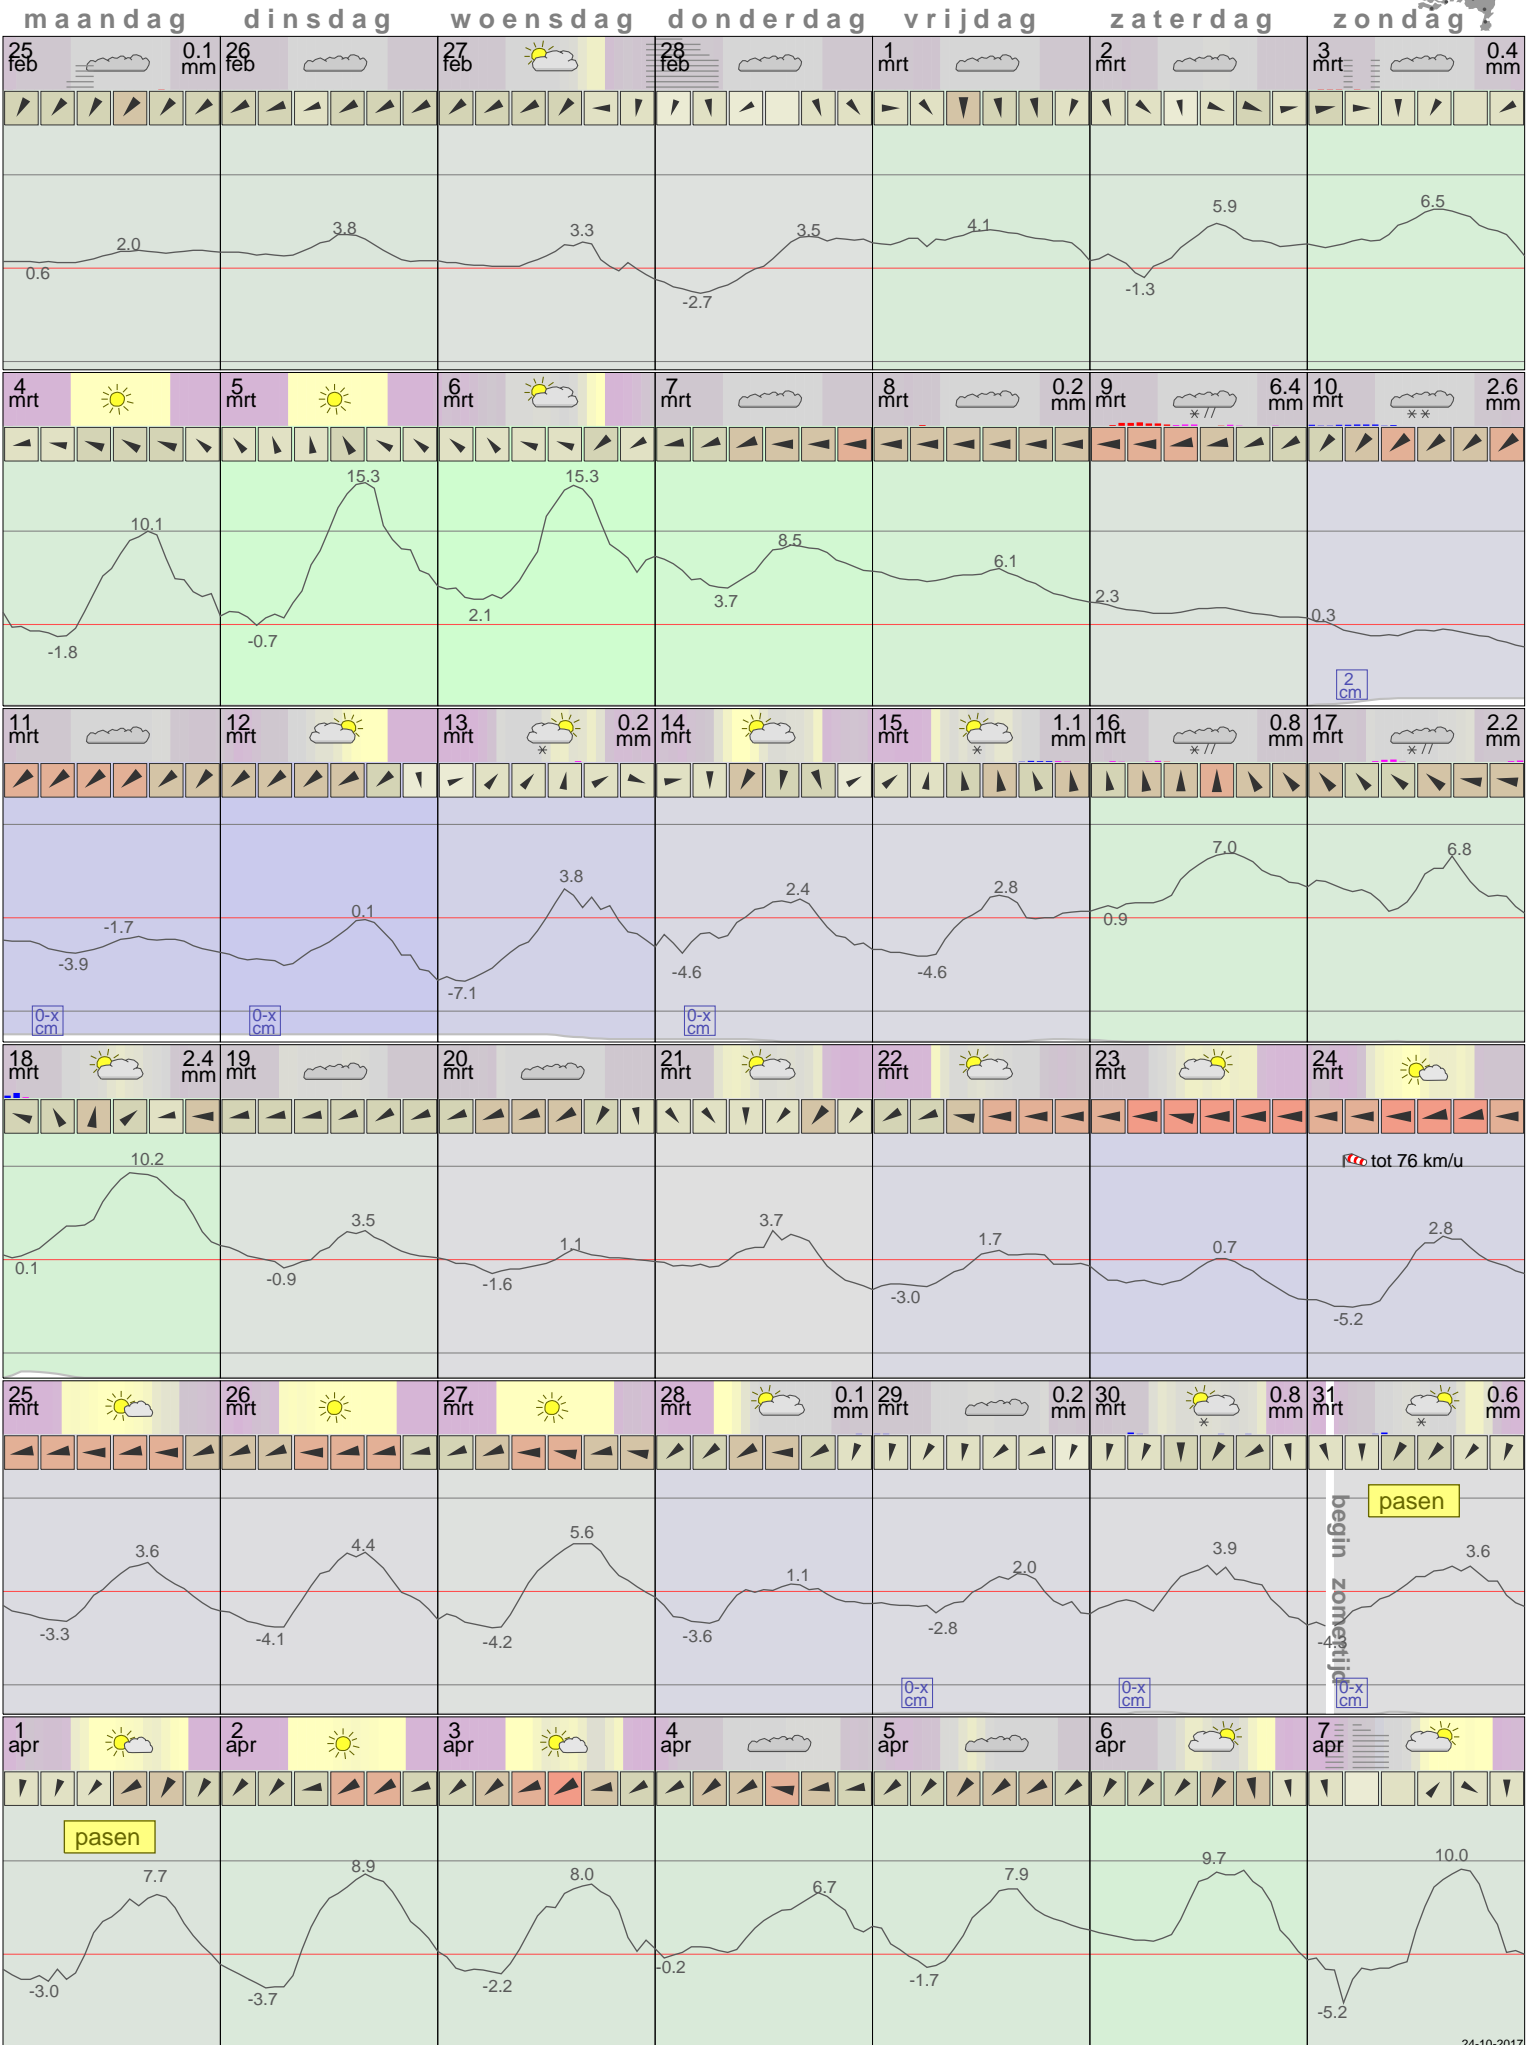 maandag dinsdag woensdag donderdag vrijdag zaterdag zondag
25 feb 0.1 mm 26 feb 27 feb 28 feb 1 mrt 2 mrt 3 mrt 0.4 mm
2.0 3.8 3.3 3.5 4.1 5.9 6.5
0.6 -2.7 -1.3
4 mrt 5 mrt 6 mrt 7 mrt 8 mrt 0.2 mm 9 mrt 6.4 mm 10 mrt 2.6 mm
10.1 15.3 15.3 8.5 6.1 2.3 0.3
-1.8 -0.7 2.1 3.7
2 cm
11 mrt 12 mrt 13 mrt 0.2 mm 14 mrt 15 mrt 1.1 mm 16 mrt 0.8 mm 17 mrt 2.2 mm
-1.7 0.1 3.8 2.4 2.8 7.0 6.8
-3.9 -7.1 -4.6 -4.6 0.9
0-x cm 0-x cm 0-x cm
18 mrt 2.4 mm 19 mrt 20 mrt 21 mrt 22 mrt 23 mrt 24 mrt
tot 76 km/u
10.2 3.5 1.1 3.7 1.7 0.7 2.8
0.1 -0.9 -1.6 -3.0 -5.2
25 mrt 26 mrt 27 mrt 28 mrt 0.1 mm 29 mrt 0.2 mm 30 mrt 0.8 mm 31 mrt 0.6 mm
pasen
begin zomertijd
3.6 4.4 5.6 1.1 2.0 3.9 3.6
-3.3 -4.1 -4.2 -3.6 -2.8
0-x cm 0-x cm 0-x cm
1 apr 2 apr 3 apr 4 apr 5 apr 6 apr 7 apr
pasen
7.7 8.9 8.0 6.7 7.9 9.7 10.0
-3.0 -3.7 -2.2 -0.2 -1.7 -5.2
24-10-2017